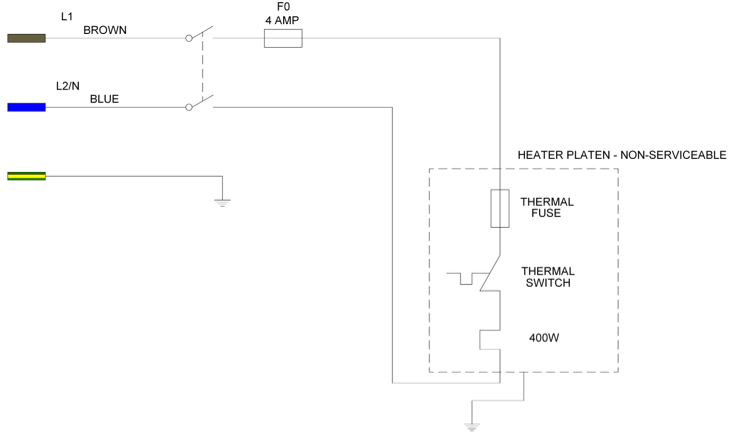 L1
BROWN
F0
4 AMP
L2/N
BLUE
HEATER PLATEN - NON-SERVICEABLE
THERMAL
FUSE
THERMAL
SWITCH
400W